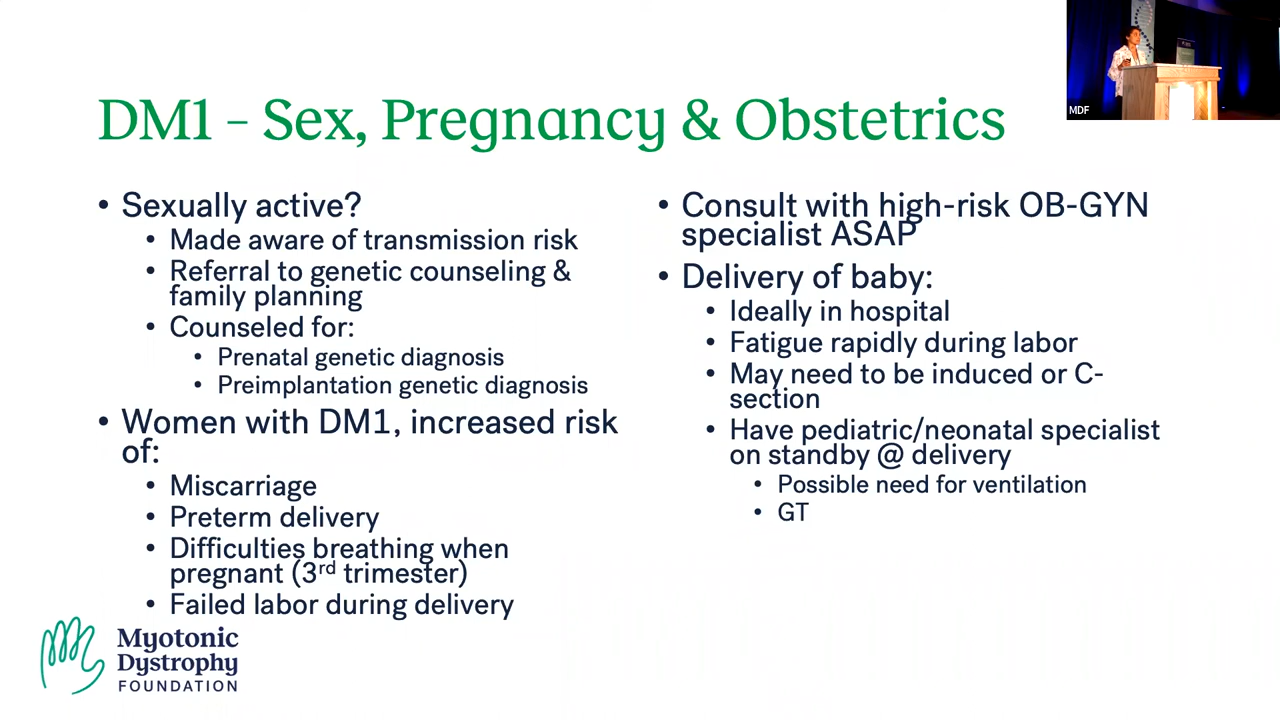 DM1 – Sex, Pregnancy & Obstetrics
• Sexually active?
• Made aware of transmission risk
• Referral to genetic counseling &
family planning
• Counseled for:
• Prenatal genetic diagnosis
• Preimplantation genetic diagnosis
• Women with DM1, increased risk
of:
• Miscarriage
• Preterm delivery
• Difficulties breathing when
pregnant (3rd trimester)
• Failed labor during delivery
• Consult with high-risk OB-GYN
specialist ASAP
• Delivery of baby:
• Ideally in hospital
• Fatigue rapidly during labor
• May need to be induced or C-
section
• Have pediatric/neonatal specialist
on standby @ delivery
• Possible need for ventilation
• GT
Myotonic
Dystrophy
FOUNDATION
MDF